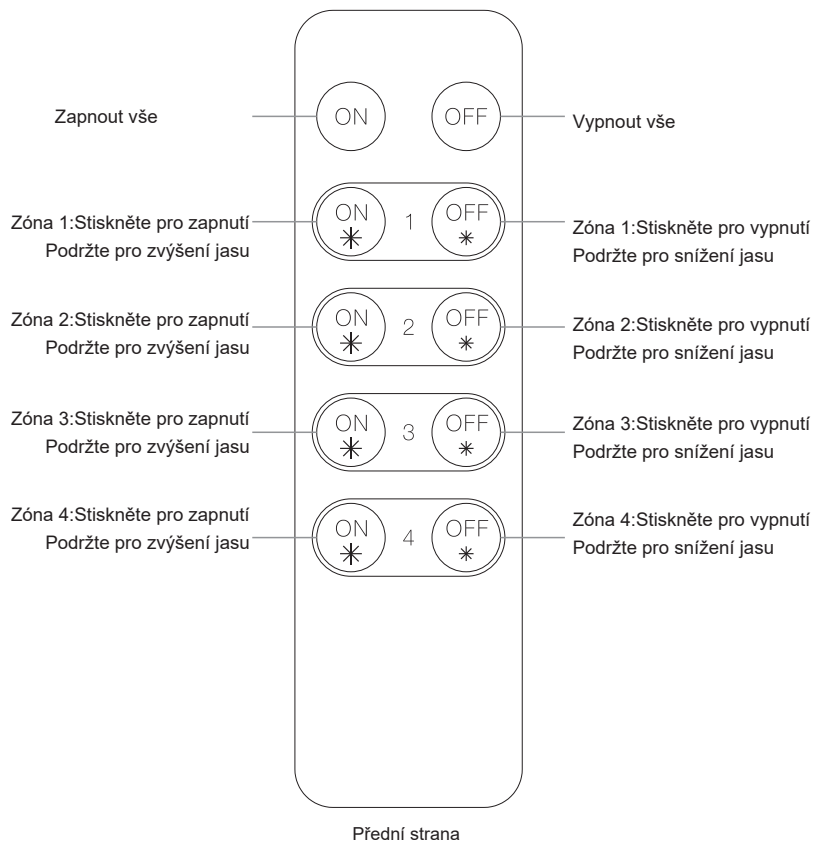 ON
OFF
Zapnout vše
Vypnout vše
Zóna 1:Stiskněte pro zapnutí
Podržte pro zvýšení jasu
ON
1
OFF
Zóna 1:Stiskněte pro vypnutí
Podržte pro snížení jasu
Zóna 2:Stiskněte pro zapnutí
Podržte pro zvýšení jasu
ON
2
OFF
Zóna 2:Stiskněte pro vypnutí
Podržte pro snížení jasu
Zóna 3:Stiskněte pro zapnutí
Podržte pro zvýšení jasu
ON
3
OFF
Zóna 3:Stiskněte pro vypnutí
Podržte pro snížení jasu
Zóna 4:Stiskněte pro zapnutí
Podržte pro zvýšení jasu
ON
4
OFF
Zóna 4:Stiskněte pro vypnutí
Podržte pro snížení jasu
Přední strana